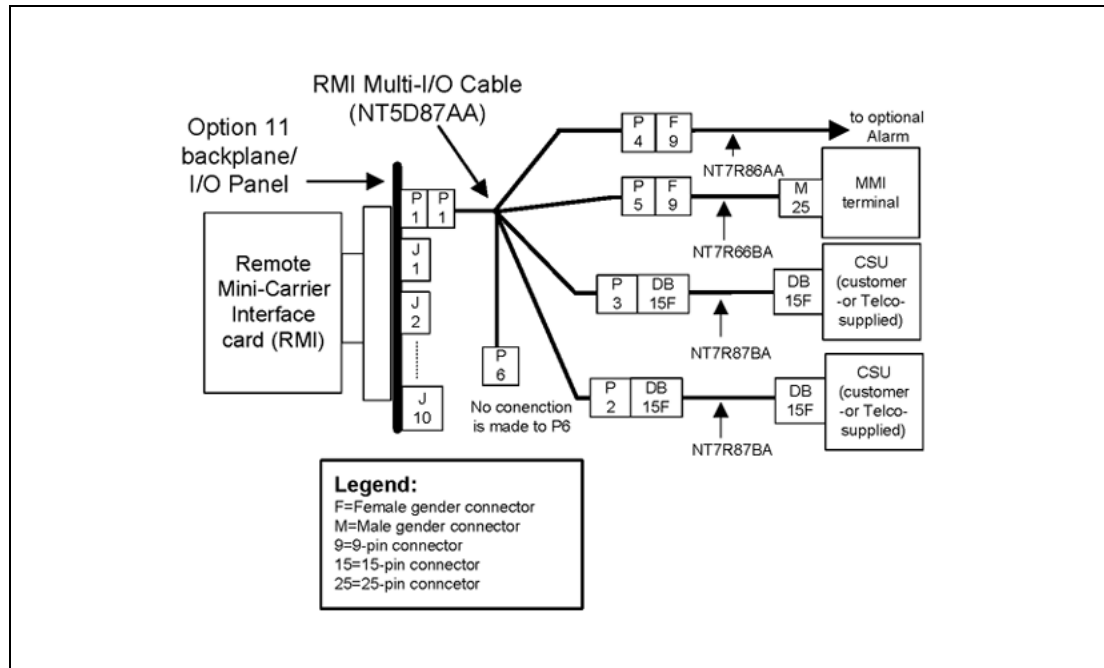 RMI Multi-I/O Cable
(NT5D87AA)
Option 11
backplane/
I/O Panel
P
4
F
9
to optional
Alarm
NT7R86AA
P
5
F
9
M
25
MMI
terminal
NT7R66BA
P
1
P
1
J
1
J
2
J
10
Remote
Mini-Carrier
Interface
card (RMI)
P
3
DB
15F
DB
15F
CSU
(customer
-or Telco-
supplied)
NT7R87BA
P
6
No conenction
is made to P6
P
2
DB
15F
DB
15F
CSU
(customer
-or Telco-
supplied)
NT7R87BA
Legend:
F=Female gender connector
M=Male gender connector
9=9-pin connector
15=15-pin connector
25=25-pin conncetor